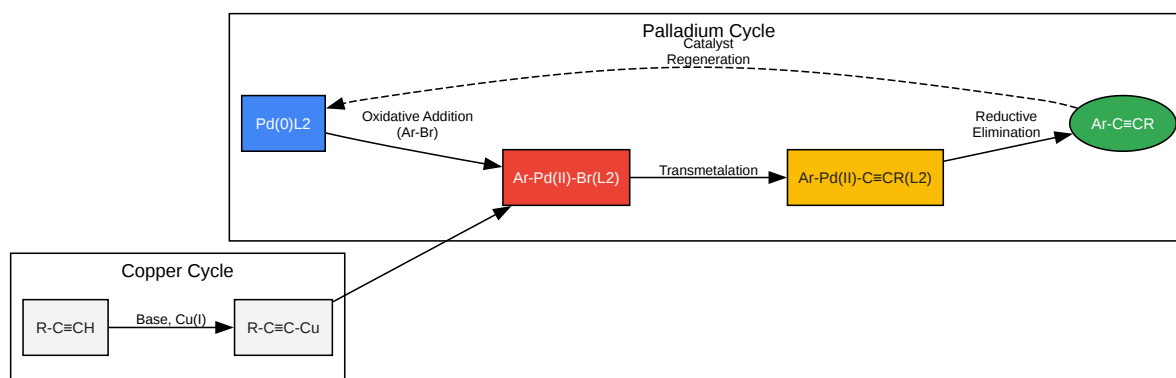 Palladium Cycle
Catalyst
Regeneration
Pd(0)L2
Oxidative Addition
(Ar-Br)
Ar-Pd(II)-Br(L2)
Transmetalation
Ar-Pd(II)-C≡CR(L2)
Reductive
Elimination
Ar-C≡CR
Copper Cycle
R-C≡CH
Base, Cu(I)
R-C≡C-Cu